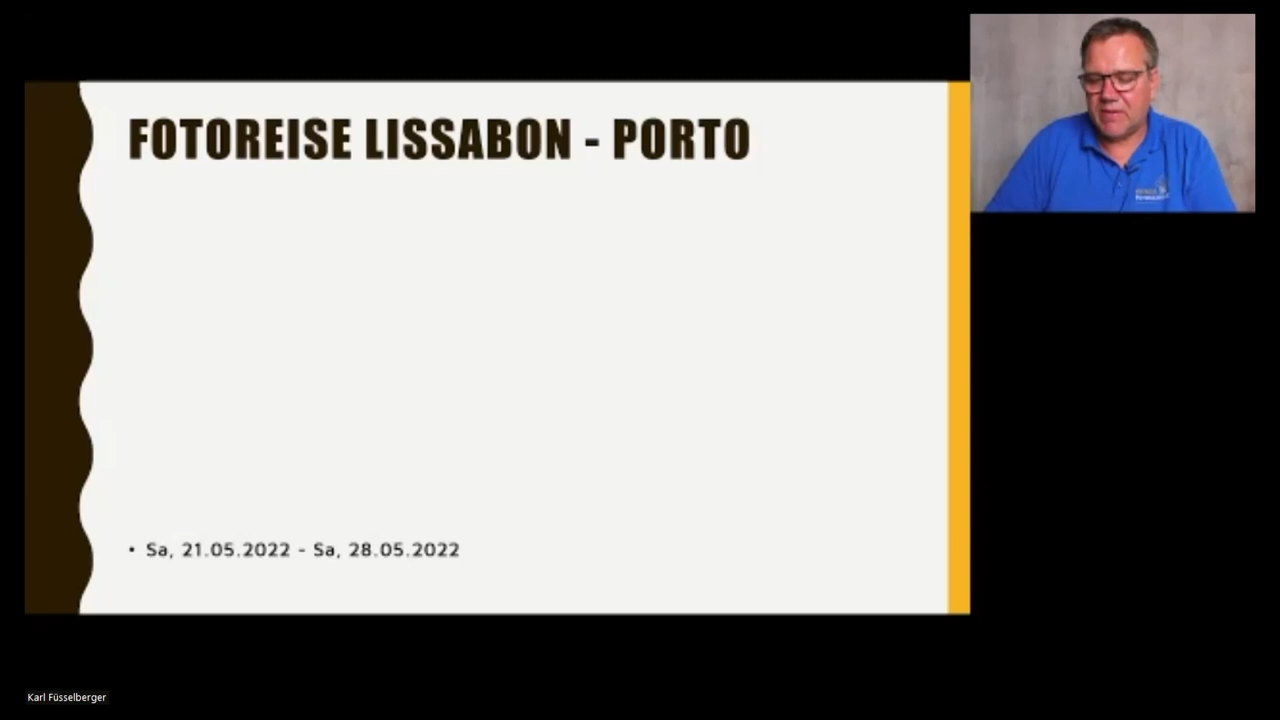 FOTOREISE LISSABON - PORTO
• Sa, 21.05.2022 - Sa, 28.05.2022
Karl Füsselberger